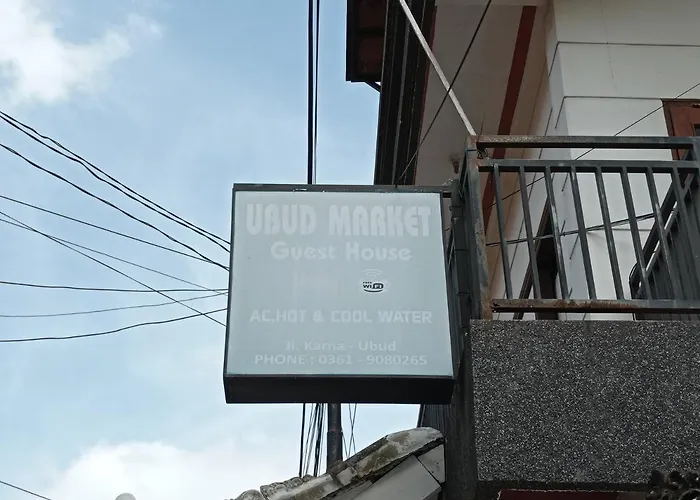 UBUD MARKET
Guest House
WiFi
AC,HOT & COOL WATER
Jl. Karna - Ubud
PHONE : 0361 - 9080265